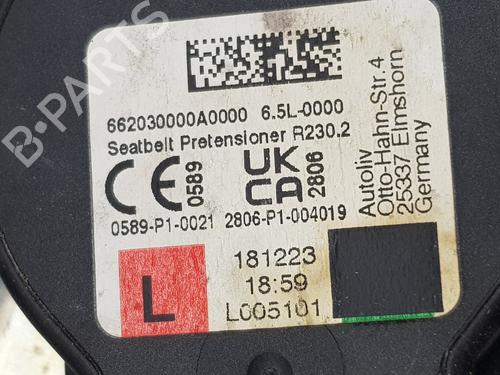 B-PARTS
662030000A0000 6.5L-0000
Seatbelt Pretensioner R230.2
CE 0589
UK CA 2806
0589-P1-0021 2806-P1-004019
Autoliv
Otto-Hahn-Str.4
25337 Elmshorn
Germany
L
181223
18:59
L005101